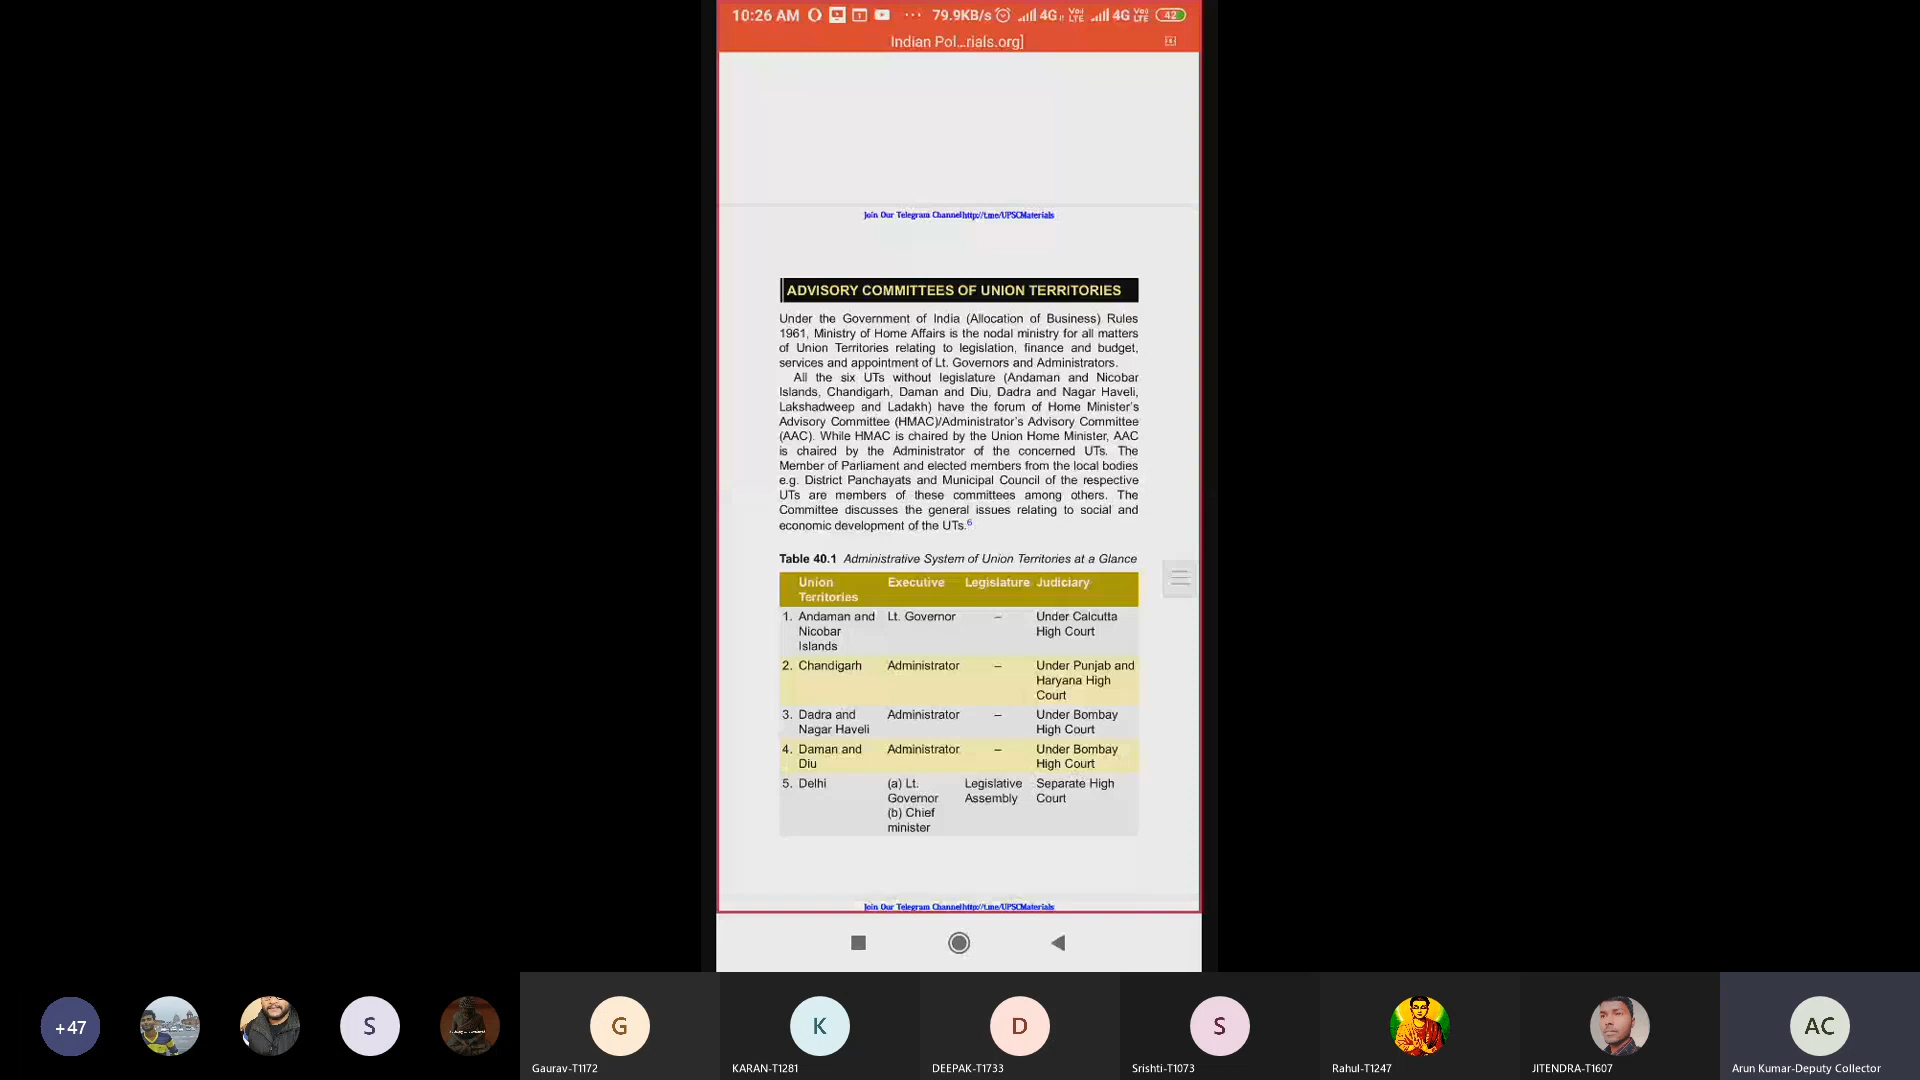 10:26 AM 79.9KB/s 4G Vo) LTE 4G Vo) LTE 42
Indian Pol...rials.org]
Join Our Telegram Channelhttp://t.me/UPSCMaterials
ADVISORY COMMITTEES OF UNION TERRITORIES
Under the Government of India (Allocation of Business) Rules
1961, Ministry of Home Affairs is the nodal ministry for all matters
of Union Territories relating to legislation, finance and budget,
services and appointment of Lt. Governors and Administrators.
All the six UTs without legislature (Andaman and Nicobar
Islands, Chandigarh, Daman and Diu, Dadra and Nagar Haveli,
Lakshadweep and Ladakh) have the forum of Home Minister's
Advisory Committee (HMAC)/Administrator's Advisory Committee
(AAC). While HMAC is chaired by the Union Home Minister, AAC
is chaired by the Administrator of the concerned UTs. The
Member of Parliament and elected members from the local bodies
e.g. District Panchayats and Municipal Council of the respective
UTs are members of these committees among others. The
Committee discusses the general issues relating to social and
economic development of the UTs.6
Table 40.1 Administrative System of Union Territories at a Glance
Union Executive Legislature Judiciary
Territories
1. Andaman and Lt. Governor – Under Calcutta
Nicobar High Court
Islands
2. Chandigarh Administrator – Under Punjab and
Haryana High
Court
3. Dadra and Administrator – Under Bombay
Nagar Haveli High Court
4. Daman and Administrator – Under Bombay
Diu High Court
5. Delhi (a) Lt. Legislative Separate High
Governor Assembly Court
(b) Chief
minister
Join Our Telegram Channelhttp://t.me/UPSCMaterials
+47 S G K D S AC
Gaurav-T1172 KARAN-T1281 DEEPAK-T1733 Srishti-T1073 Rahul-T1247 JITENDRA-T1607 Arun Kumar-Deputy Collector